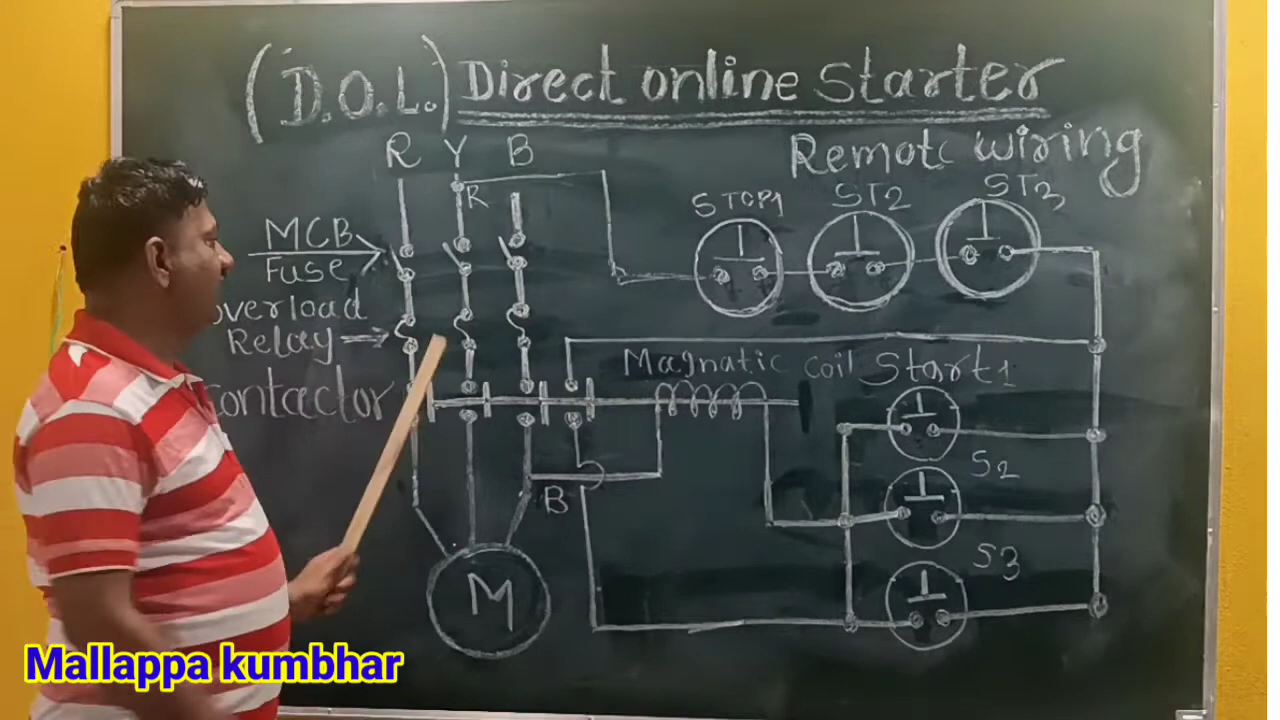 (D.O.L.) Direct online Starter
Remote wiring
R Y B
R
STOP1 ST2 ST3
MCB
Fuse
overload
Relay
contactor
Magnatic coil
Start1
S2
B
S3
M
Mallappa kumbhar